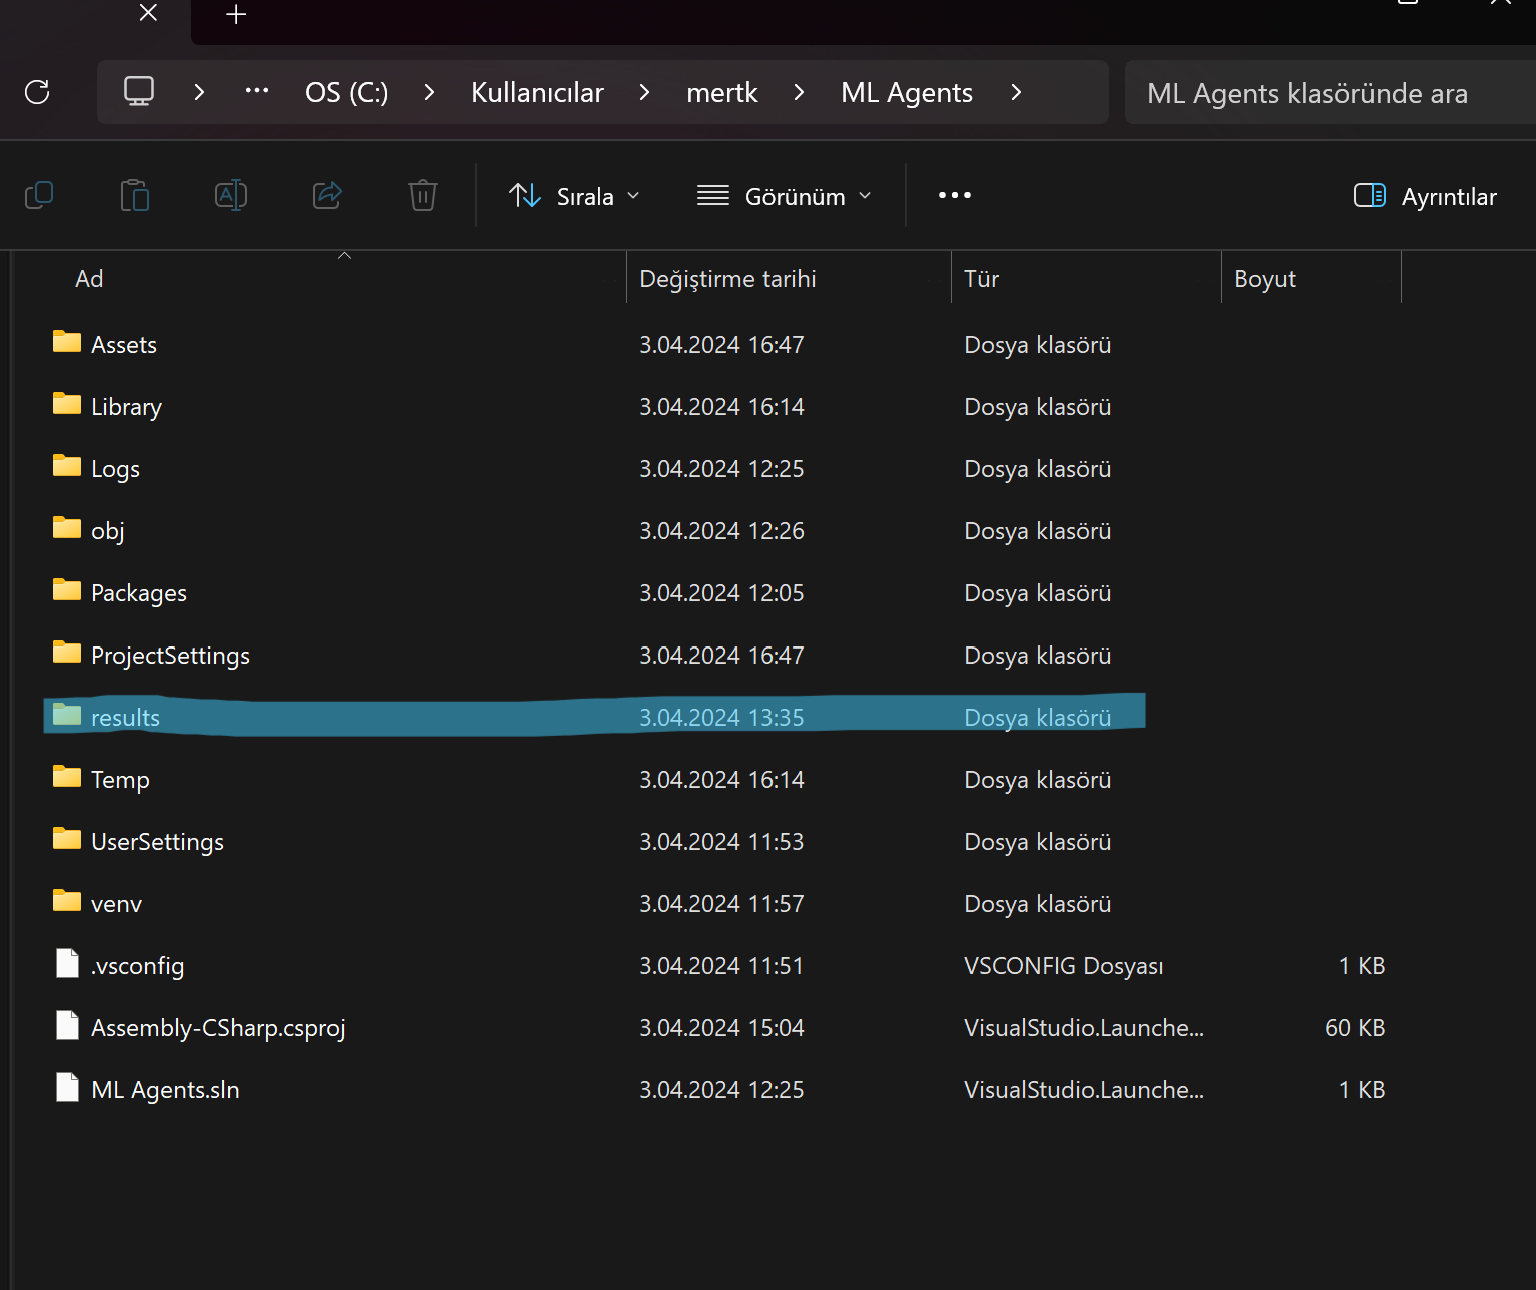 OS (C:) Kullanıcılar mertk ML Agents ML Agents klasöründe ara
Sırala Görünüm Ayrıntılar
Ad Değiştirme tarihi Tür Boyut
Assets 3.04.2024 16:47 Dosya klasörü
Library 3.04.2024 16:14 Dosya klasörü
Logs 3.04.2024 12:25 Dosya klasörü
obj 3.04.2024 12:26 Dosya klasörü
Packages 3.04.2024 12:05 Dosya klasörü
ProjectSettings 3.04.2024 16:47 Dosya klasörü
results 3.04.2024 13:35 Dosya klasörü
Temp 3.04.2024 16:14 Dosya klasörü
UserSettings 3.04.2024 11:53 Dosya klasörü
venv 3.04.2024 11:57 Dosya klasörü
.vsconfig 3.04.2024 11:51 VSCONFIG Dosyası 1 KB
Assembly-CSharp.csproj 3.04.2024 15:04 VisualStudio.Launche... 60 KB
ML Agents.sln 3.04.2024 12:25 VisualStudio.Launche... 1 KB